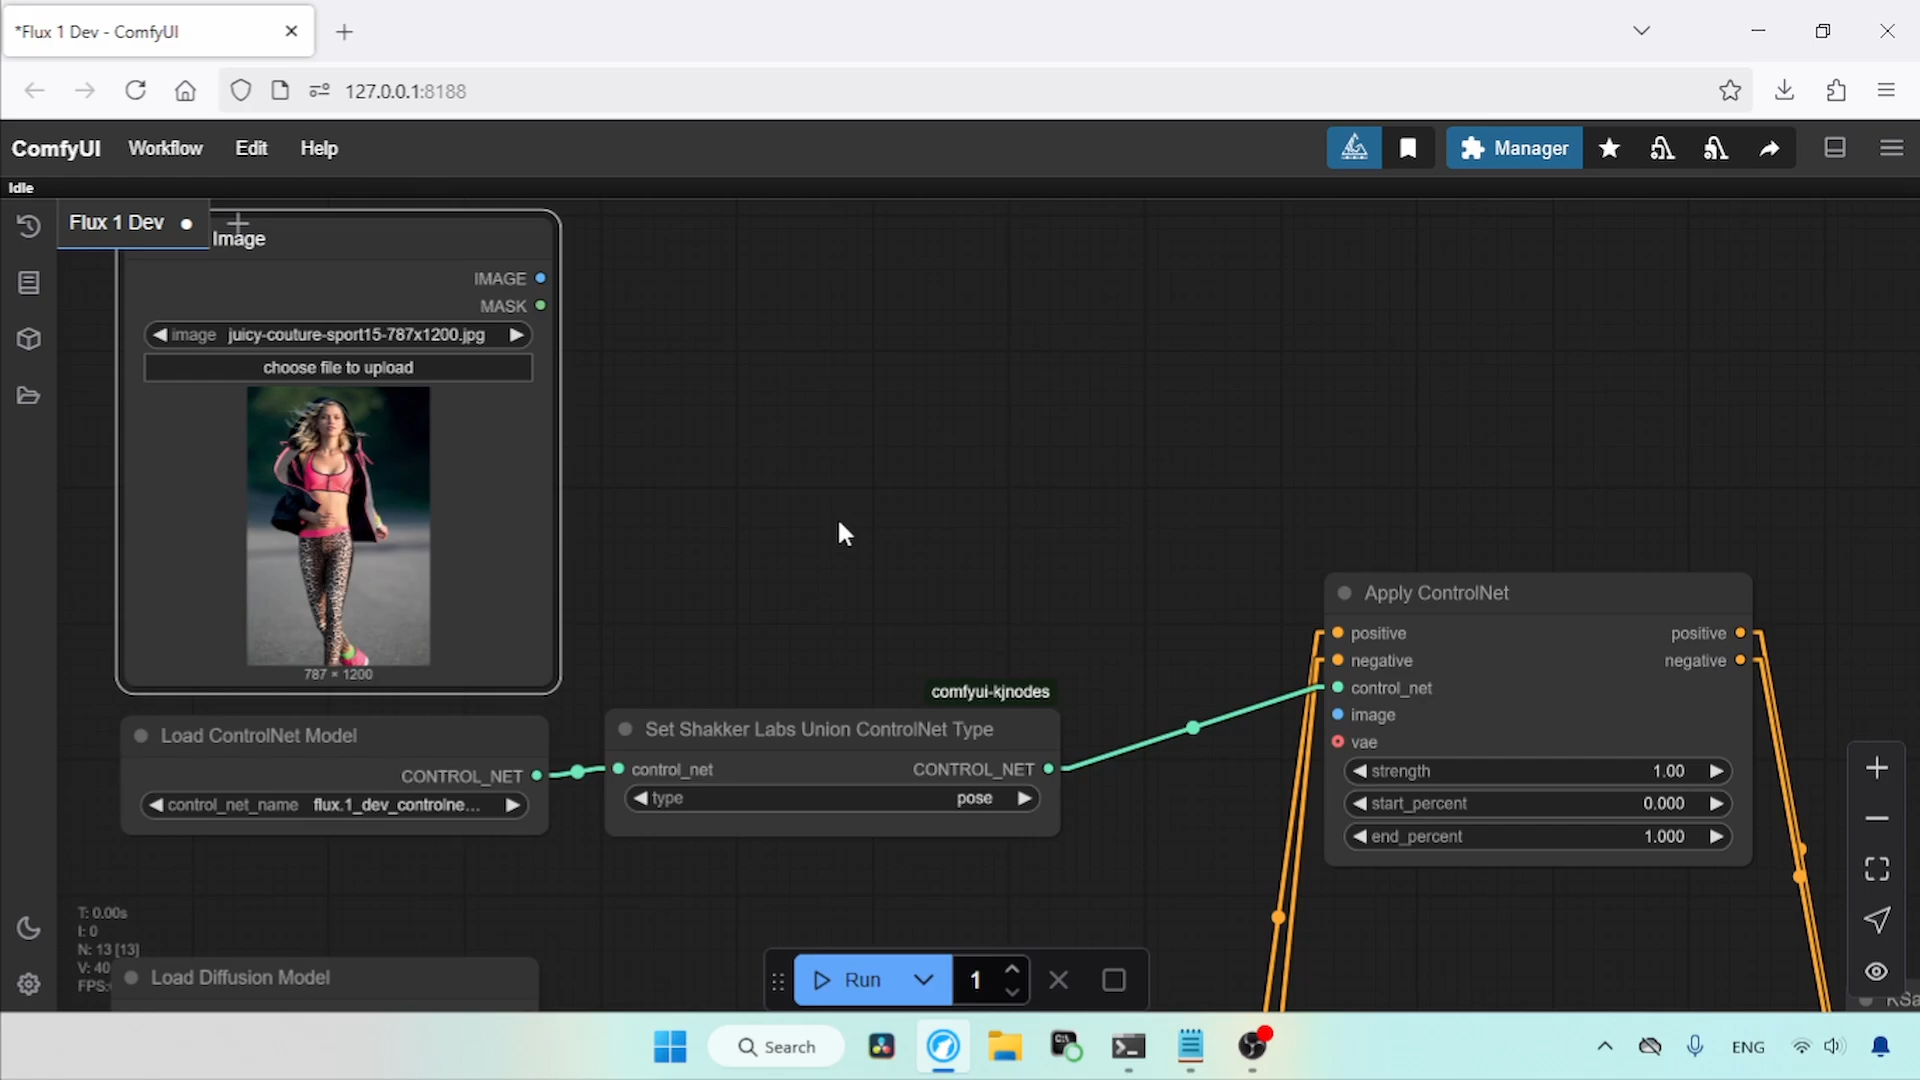 *Flux 1 Dev - ComfyUI
127.0.0.1:8188
ComfyUI Workflow Edit Help
Manager
Idle
Flux 1 Dev
Image
IMAGE
MASK
image juicy-couture-sport15-787x1200.jpg
choose file to upload
787 × 1200
Apply ControlNet
positive positive
negative negative
control_net
image
vae
strength 1.00
start_percent 0.000
end_percent 1.000
comfyui-kjnodes
Set Shakker Labs Union ControlNet Type
control_net CONTROL_NET
type pose
Load ControlNet Model
CONTROL_NET
control_net_name flux.1_dev_controlne...
T: 0.00s
I: 0
N: 13 [13]
V: 40
FPS:
Load Diffusion Model
Run 1
KSa
Search
ENG